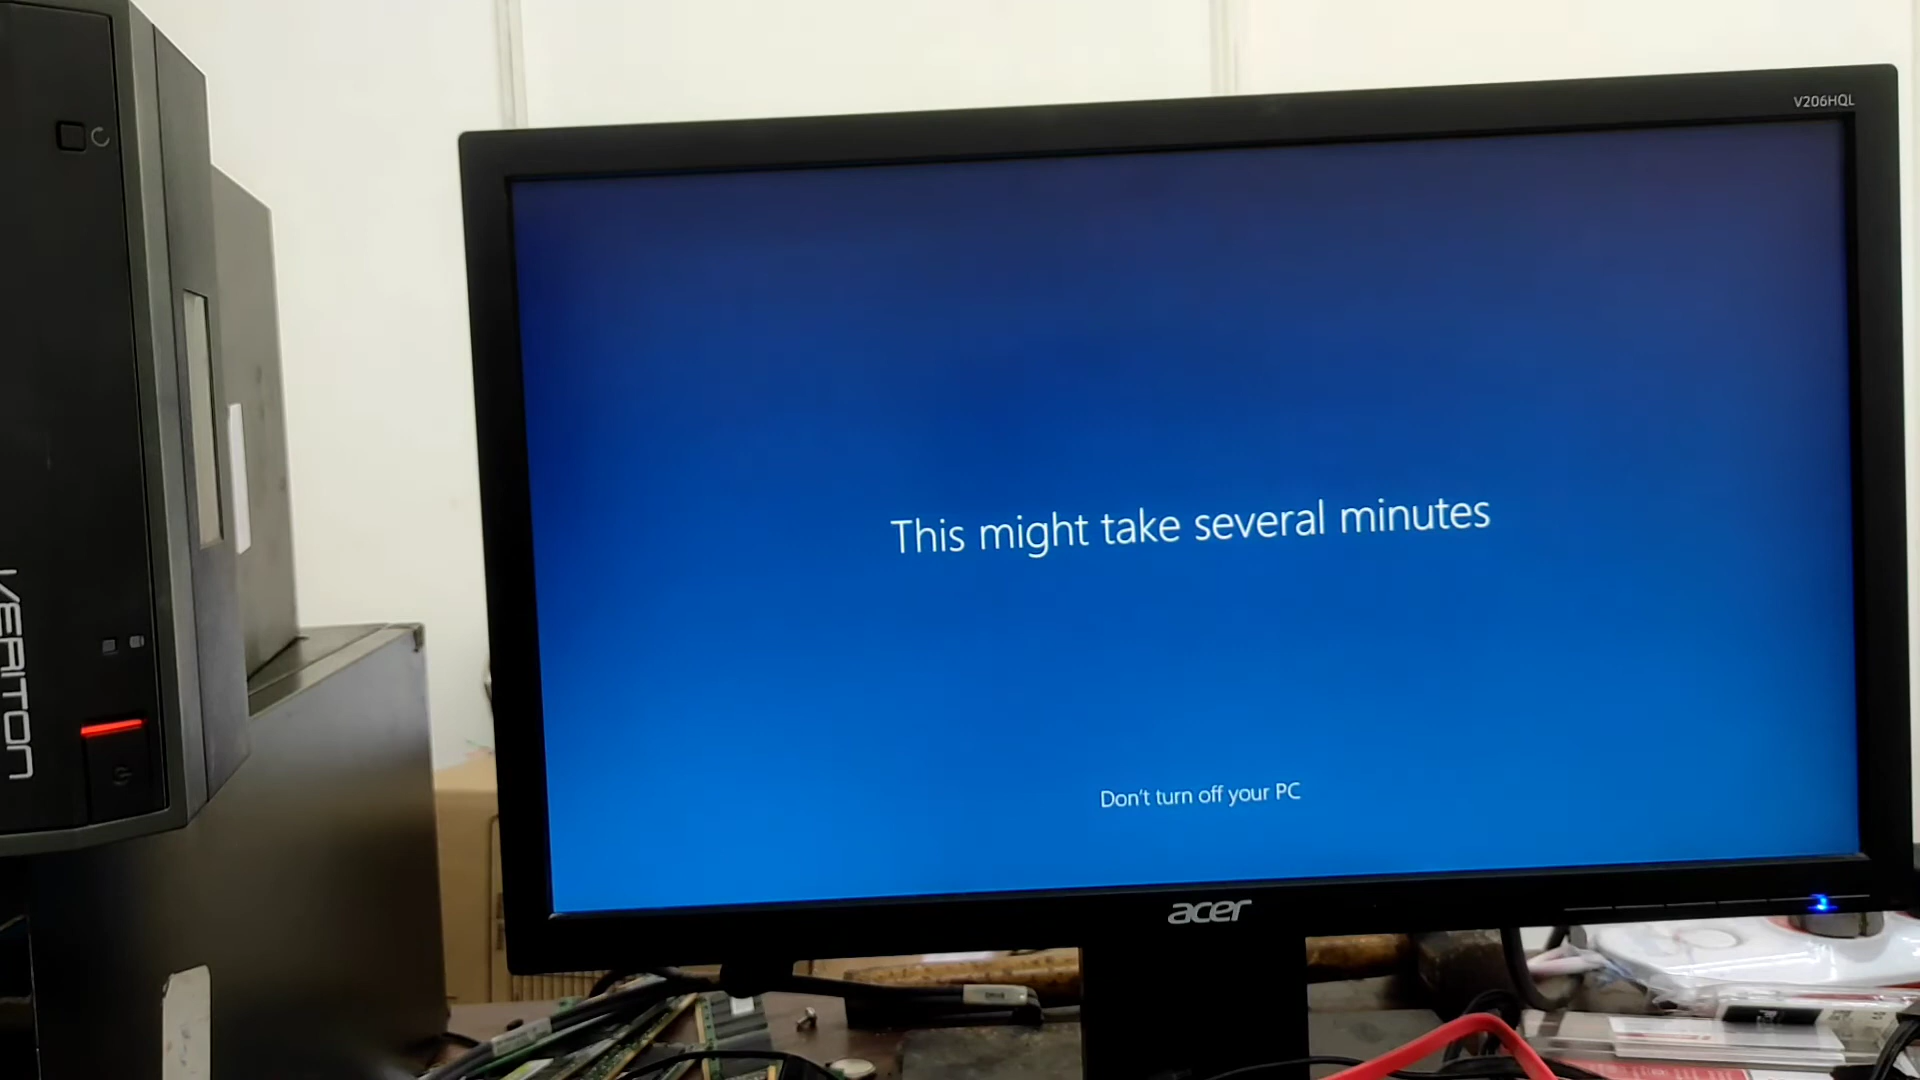 V206HQL
This might take several minutes
Don't turn off your PC
acer
VERITON